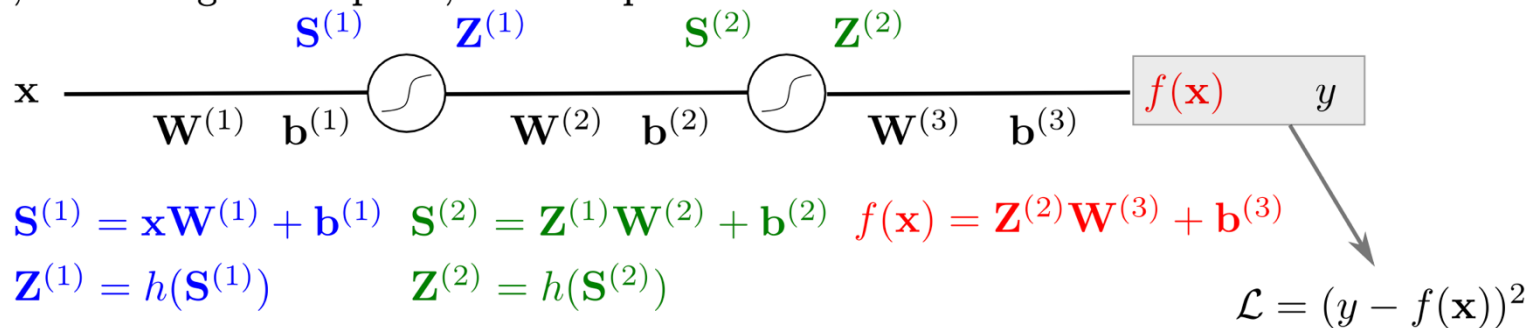 S^(1) Z^(1) S^(2) Z^(2)
x f(x) y
W^(1) b^(1) W^(2) b^(2) W^(3) b^(3)
S^(1) = xW^(1) + b^(1) S^(2) = Z^(1)W^(2) + b^(2) f(x) = Z^(2)W^(3) + b^(3)
Z^(1) = h(S^(1)) Z^(2) = h(S^(2))
ℒ = (y − f(x))^2